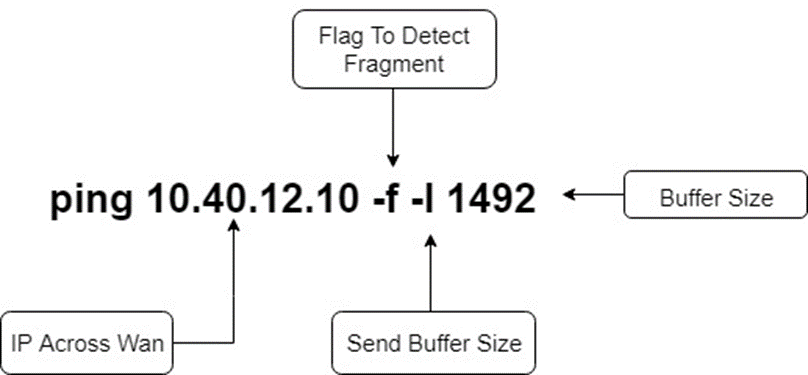 Flag To Detect
Fragment
ping 10.40.12.10 -f -l 1492
Buffer Size
IP Across Wan
Send Buffer Size